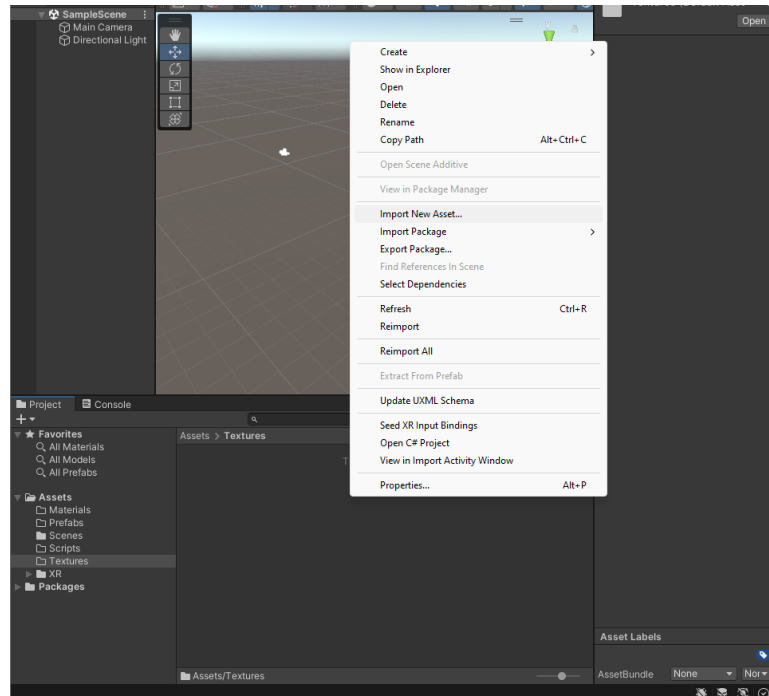 SampleScene
Main Camera
Directional Light
Open
Create
Show in Explorer
Open
Delete
Rename
Copy Path Alt+Ctrl+C
Open Scene Additive
View in Package Manager
Import New Asset...
Import Package
Export Package...
Find References In Scene
Select Dependencies
Refresh Ctrl+R
Reimport
Reimport All
Extract From Prefab
Update UXML Schema
Seed XR Input Bindings
Open C# Project
View in Import Activity Window
Properties... Alt+P
Project Console
Favorites
All Materials
All Models
All Prefabs
Assets
Materials
Prefabs
Scenes
Scripts
Textures
XR
Packages
Assets > Textures
T
Assets/Textures
Asset Labels
AssetBundle None Nor